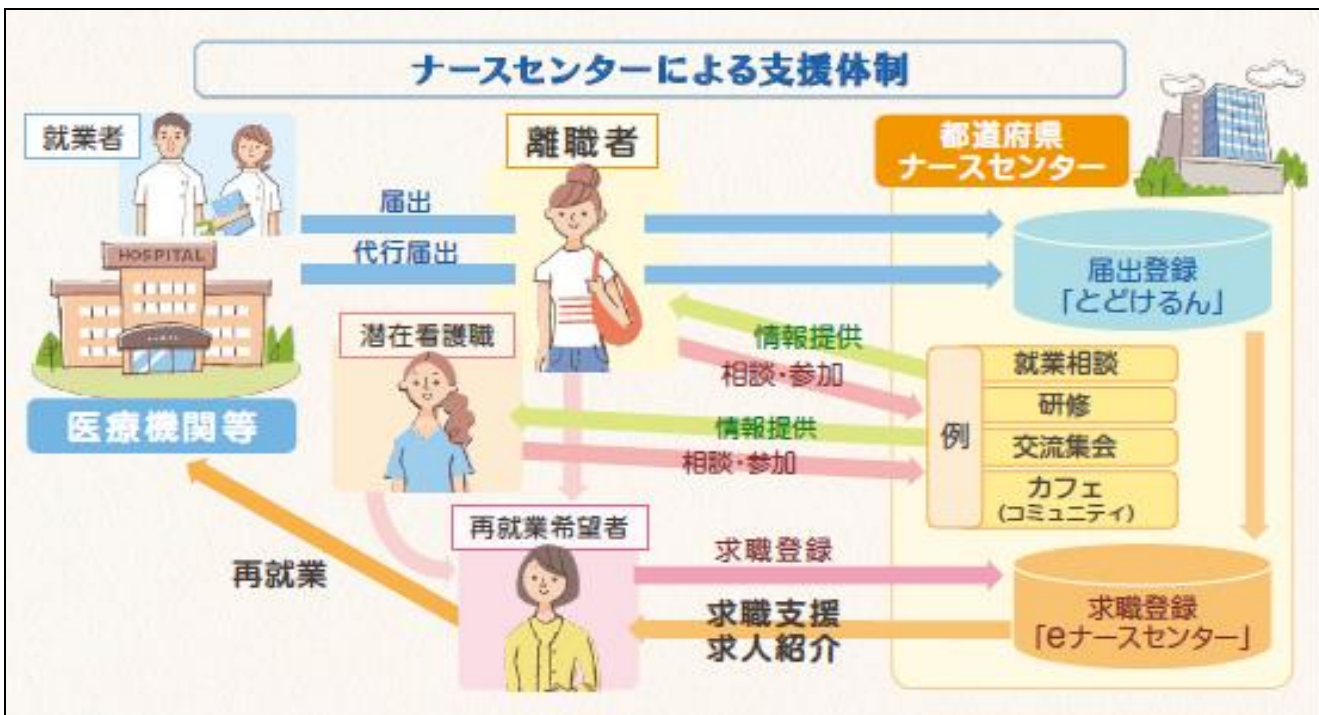 ナースセンターによる支援体制
就業者
離職者
都道府県
ナースセンター
届出
代行届出
HOSPITAL
届出登録
「とどけるん」
潜在看護職
情報提供
相談・参加
就業相談
研修
例
交流集会
カフェ
(コミュニティ)
医療機関等
情報提供
相談・参加
再就業希望者
再就業
求職登録
求職支援
求人紹介
求職登録
「eナースセンター」